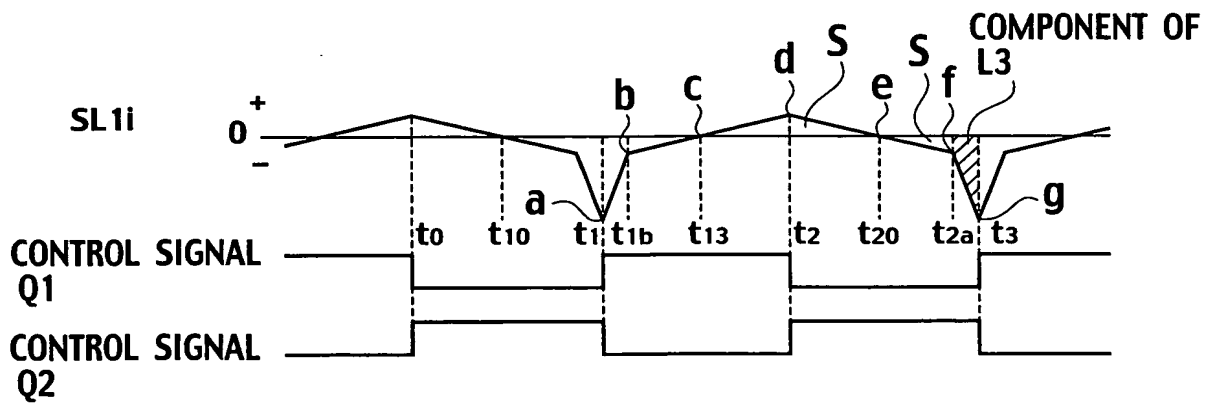 COMPONENT OF
L3
S
S
d
f
e
c
b
SL1i
+
0
−
a
g
t0
t10
t1
t1b
t13
t2
t20
t2a
t3
CONTROL SIGNAL
Q1
CONTROL SIGNAL
Q2